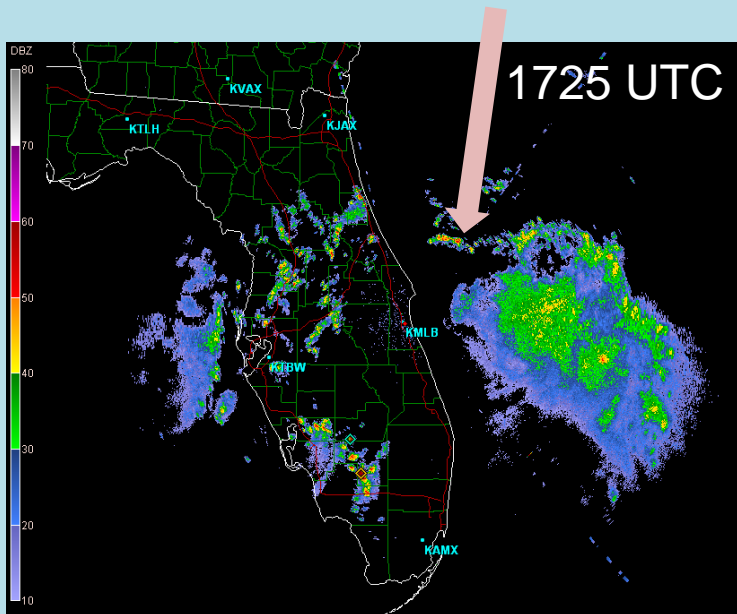 DBZ
80
1725 UTC
KVAX
KTLH
KJAX
70
60
50
KMLB
KTBW
40
30
20
KAMX
10